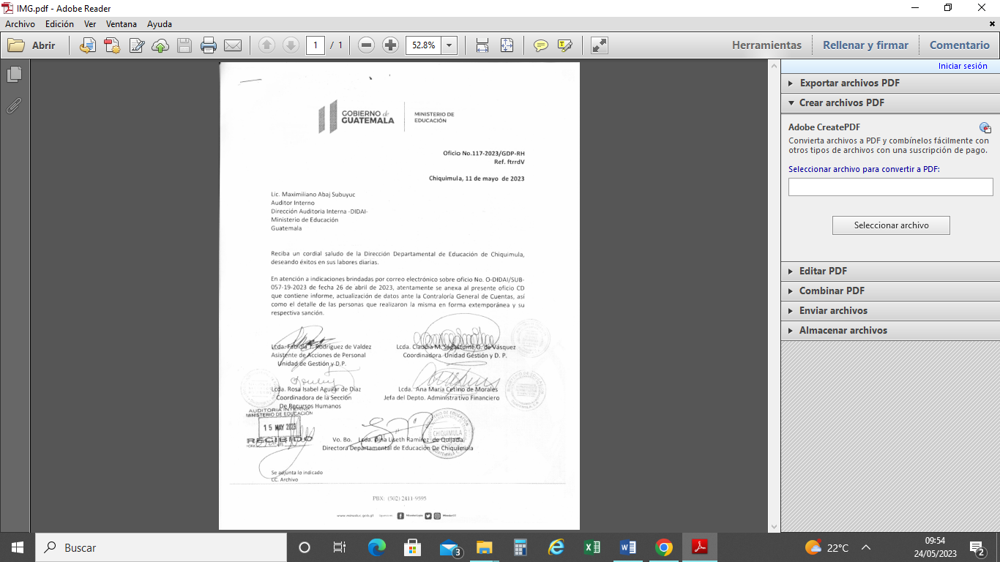 IMG.pdf - Adobe Reader
Archivo Edición Ver Ventana Ayuda
Abrir 1 / 1 52.8% Herramientas Rellenar y firmar Comentario
Iniciar sesión
Exportar archivos PDF
Crear archivos PDF
Adobe CreatePDF
Convierta archivos a PDF y combínelos fácilmente con
otros tipos de archivos con una suscripción de pago.
Seleccionar archivo para convertir a PDF:
Seleccionar archivo
Editar PDF
Combinar PDF
Enviar archivos
Almacenar archivos
GOBIERNO de
GUATEMALA
MINISTERIO DE
EDUCACIÓN
Oficio No.117-2023/GDP-RH
Ref. ftrrdV
Chiquimula, 11 de mayo de 2023
Lic. Maximiliano Abaj Subuyuc
Auditor Interno
Dirección Auditoria Interna -DIDAI-
Ministerio de Educación
Guatemala
Reciba un cordial saludo de la Dirección Departamental de Educación de Chiquimula,
deseando éxitos en sus labores diarias.
En atención a indicaciones brindadas por correo electrónico sobre oficio No. O-DIDAI/SUB-
057-19-2023 de fecha 26 de abril de 2023, atentamente se anexa al presente oficio CD
que contiene informe, actualización de datos ante la Contraloría General de Cuentas, así
como el detalle de las personas que realizaron la misma en forma extemporánea y su
respectiva sanción.
Lcda. Fabiola T. Rodríguez de Valdez
Asistente de Acciones de Personal
Unidad de Gestión y D.P.
Lcda. Claudia M. Sagastume G. de Vásquez
Coordinadora Unidad Gestión y D. P.
Lcda. Rosa Isabel Aguilar de Díaz
Coordinadora de la Sección
De Recursos Humanos
Lcda. Ana María Cetino de Morales
Jefa del Depto. Administrativo Financiero
AUDITORIA INTERNA
MINISTERIO DE EDUCACIÓN
15 MAY 2023
RECIBIDO
Vo. Bo. Lcda. Dina Liseth Ramírez de Quijada
Directora Departamental de Educación De Chiquimula
CHIQUIMULA
Se adjunta lo indicado
CC. Archivo
PBX: (502) 2411-9595
www.mineduc.gob.gt
Buscar
3
22°C
09:54
24/05/2023
2